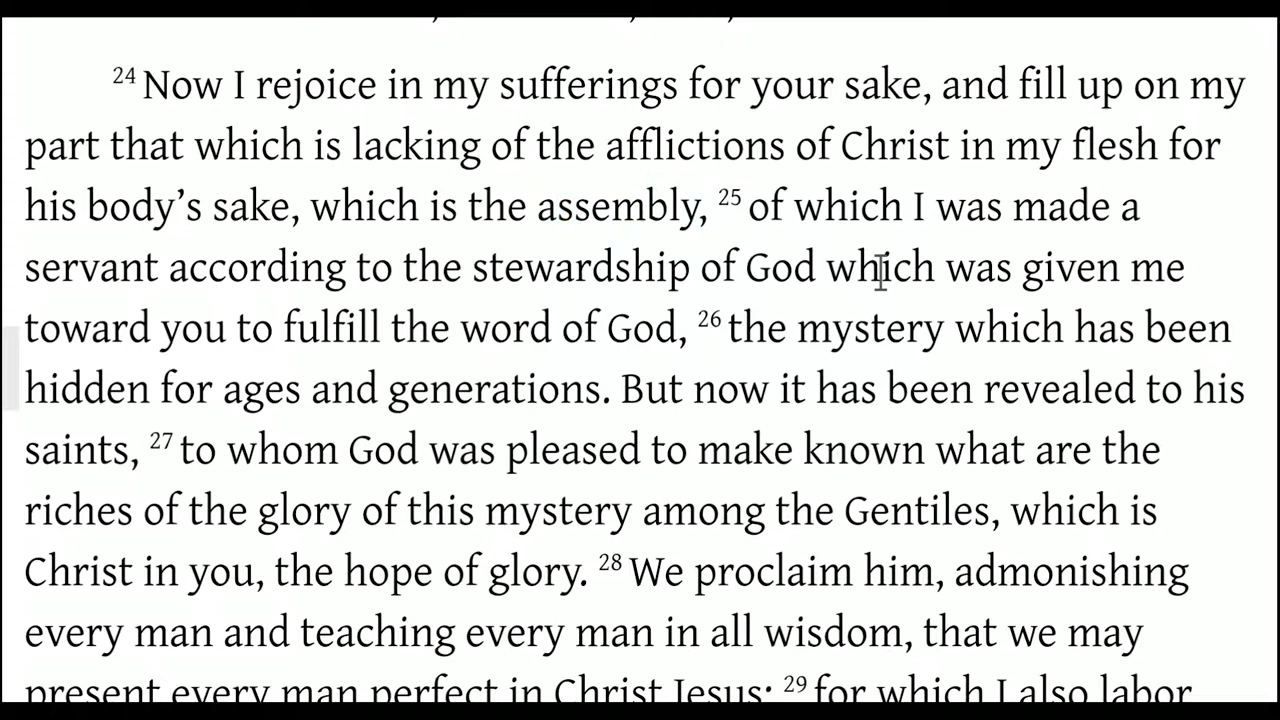 24 Now I rejoice in my sufferings for your sake, and fill up on my
part that which is lacking of the afflictions of Christ in my flesh for
his body’s sake, which is the assembly, 25 of which I was made a
servant according to the stewardship of God which was given me
toward you to fulfill the word of God, 26 the mystery which has been
hidden for ages and generations. But now it has been revealed to his
saints, 27 to whom God was pleased to make known what are the
riches of the glory of this mystery among the Gentiles, which is
Christ in you, the hope of glory. 28 We proclaim him, admonishing
every man and teaching every man in all wisdom, that we may
present every man perfect in Christ Jesus; 29 for which I also labor